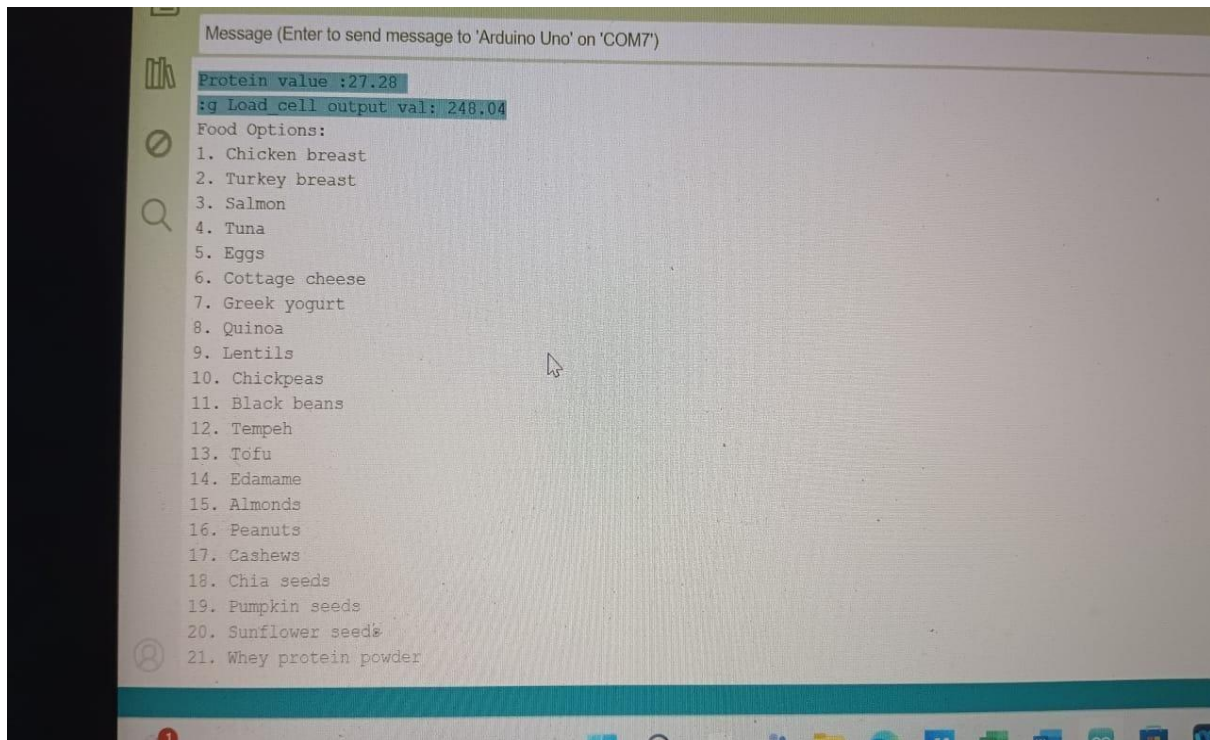 Message (Enter to send message to 'Arduino Uno' on 'COM7')
Protein value :27.28
:g Load_cell output val: 248.04
Food Options:
1. Chicken breast
2. Turkey breast
3. Salmon
4. Tuna
5. Eggs
6. Cottage cheese
7. Greek yogurt
8. Quinoa
9. Lentils
10. Chickpeas
11. Black beans
12. Tempeh
13. Tofu
14. Edamame
15. Almonds
16. Peanuts
17. Cashews
18. Chia seeds
19. Pumpkin seeds
20. Sunflower seeds
21. Whey protein powder
1